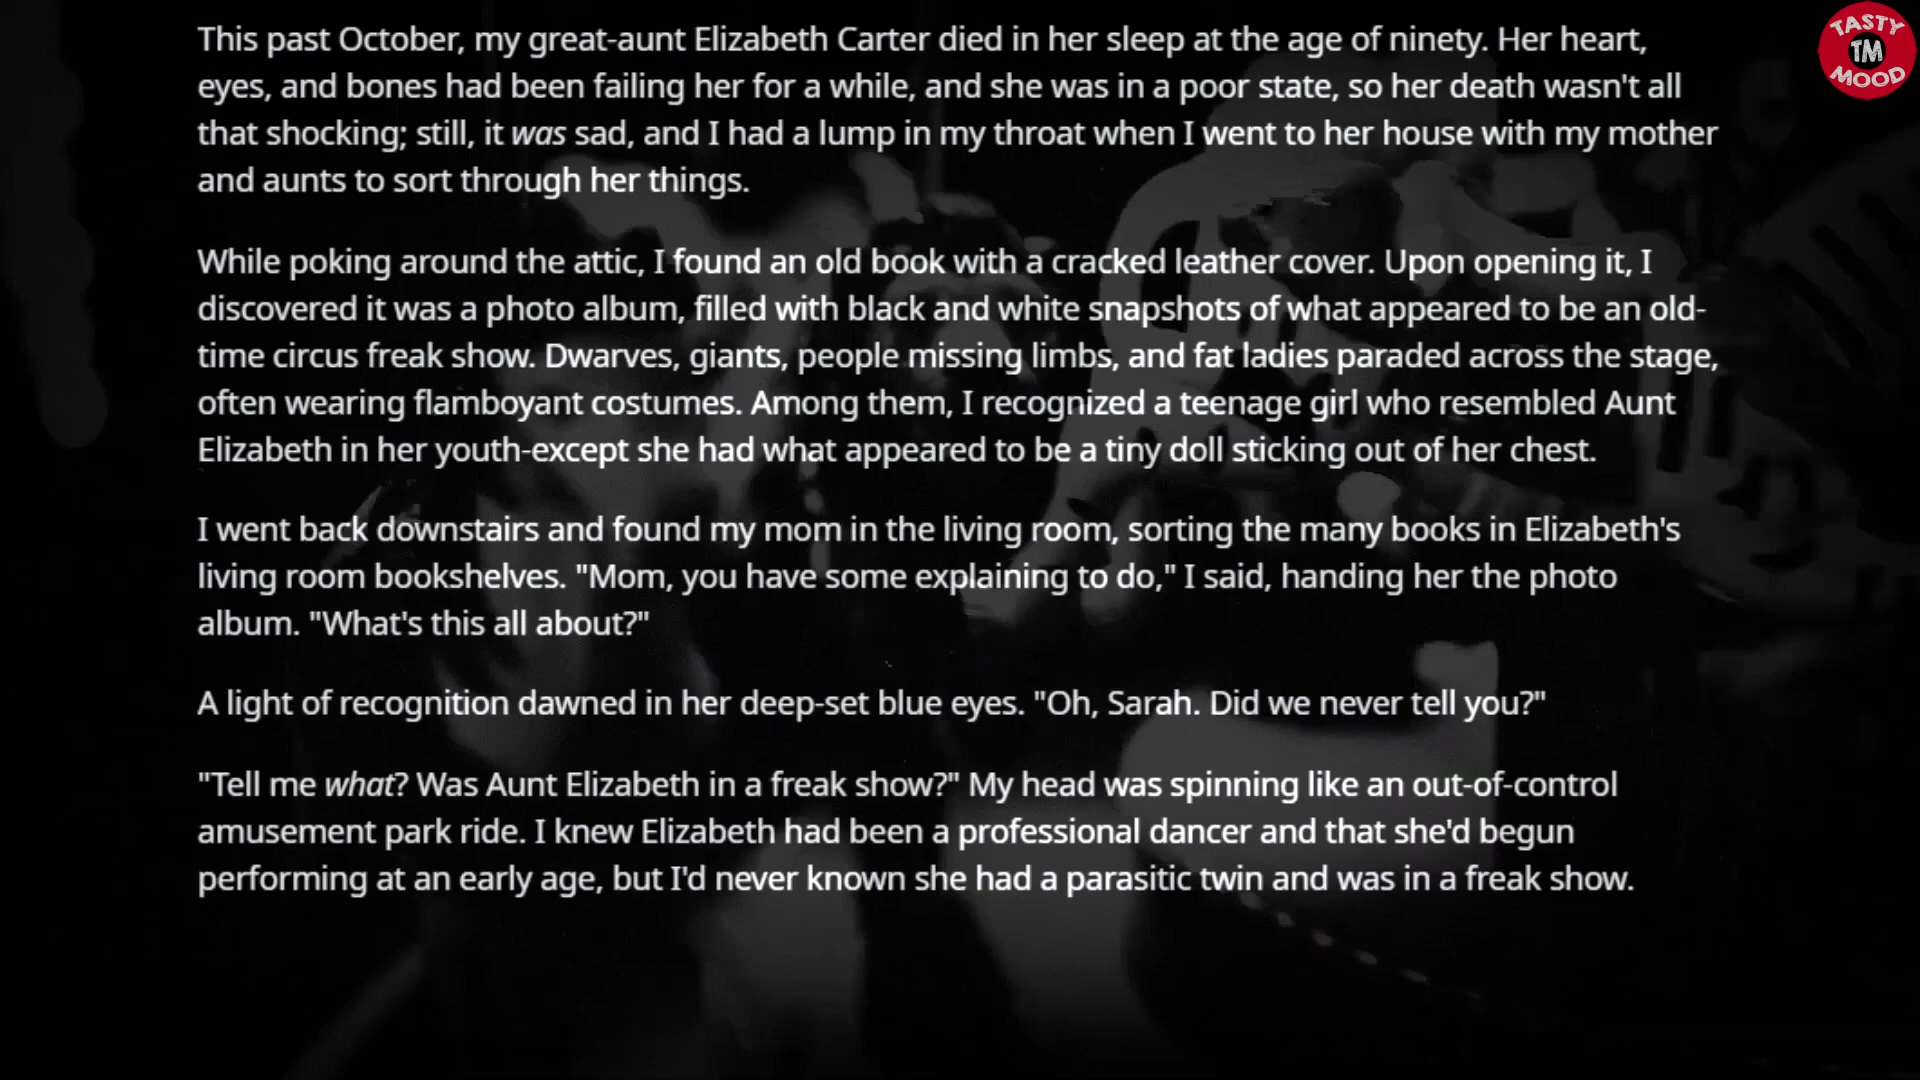 This past October, my great-aunt Elizabeth Carter died in her sleep at the age of ninety. Her heart,
eyes, and bones had been failing her for a while, and she was in a poor state, so her death wasn't all
that shocking; still, it was sad, and I had a lump in my throat when I went to her house with my mother
and aunts to sort through her things.
While poking around the attic, I found an old book with a cracked leather cover. Upon opening it, I
discovered it was a photo album, filled with black and white snapshots of what appeared to be an old-
time circus freak show. Dwarves, giants, people missing limbs, and fat ladies paraded across the stage,
often wearing flamboyant costumes. Among them, I recognized a teenage girl who resembled Aunt
Elizabeth in her youth-except she had what appeared to be a tiny doll sticking out of her chest.
I went back downstairs and found my mom in the living room, sorting the many books in Elizabeth's
living room bookshelves. "Mom, you have some explaining to do," I said, handing her the photo
album. "What's this all about?"
A light of recognition dawned in her deep-set blue eyes. "Oh, Sarah. Did we never tell you?"
"Tell me what? Was Aunt Elizabeth in a freak show?" My head was spinning like an out-of-control
amusement park ride. I knew Elizabeth had been a professional dancer and that she'd begun
performing at an early age, but I'd never known she had a parasitic twin and was in a freak show.
TASTY
TM
MOOD